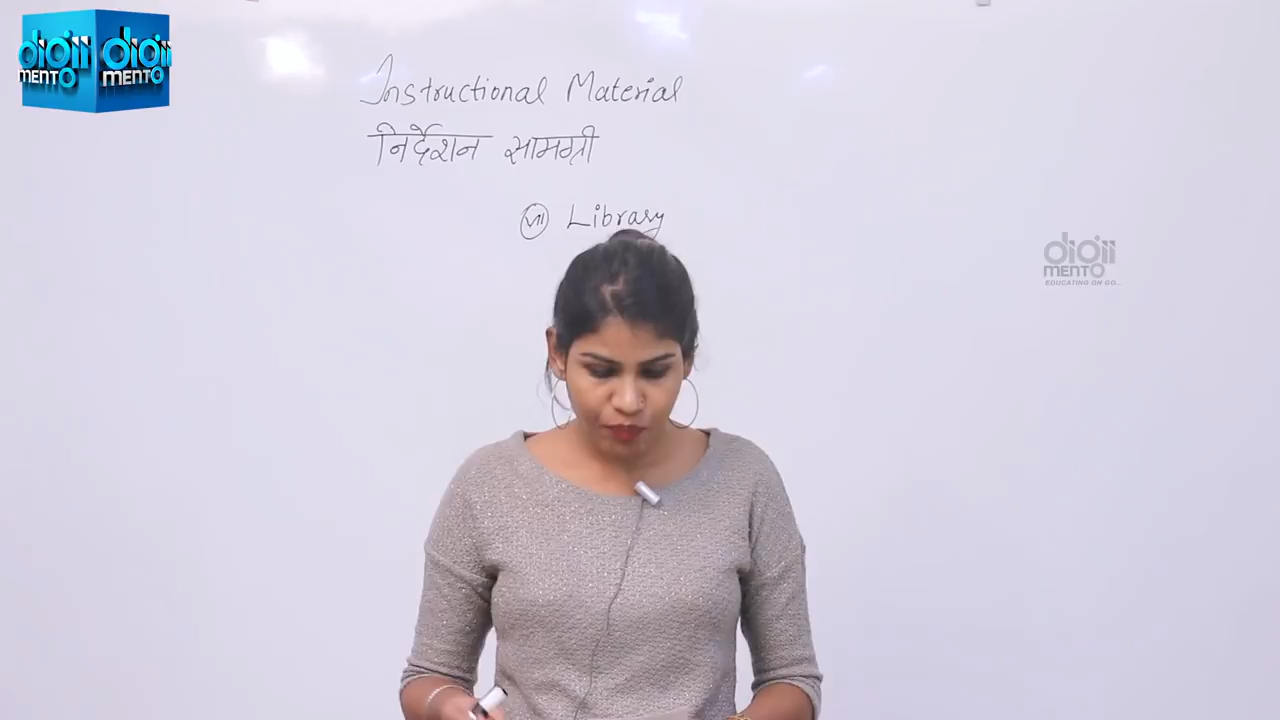 digii digii
MENTO MENTO
Instructional Material
निर्देशन सामग्री
VII Library
digii
MENTO
EDUCATING ON GO...